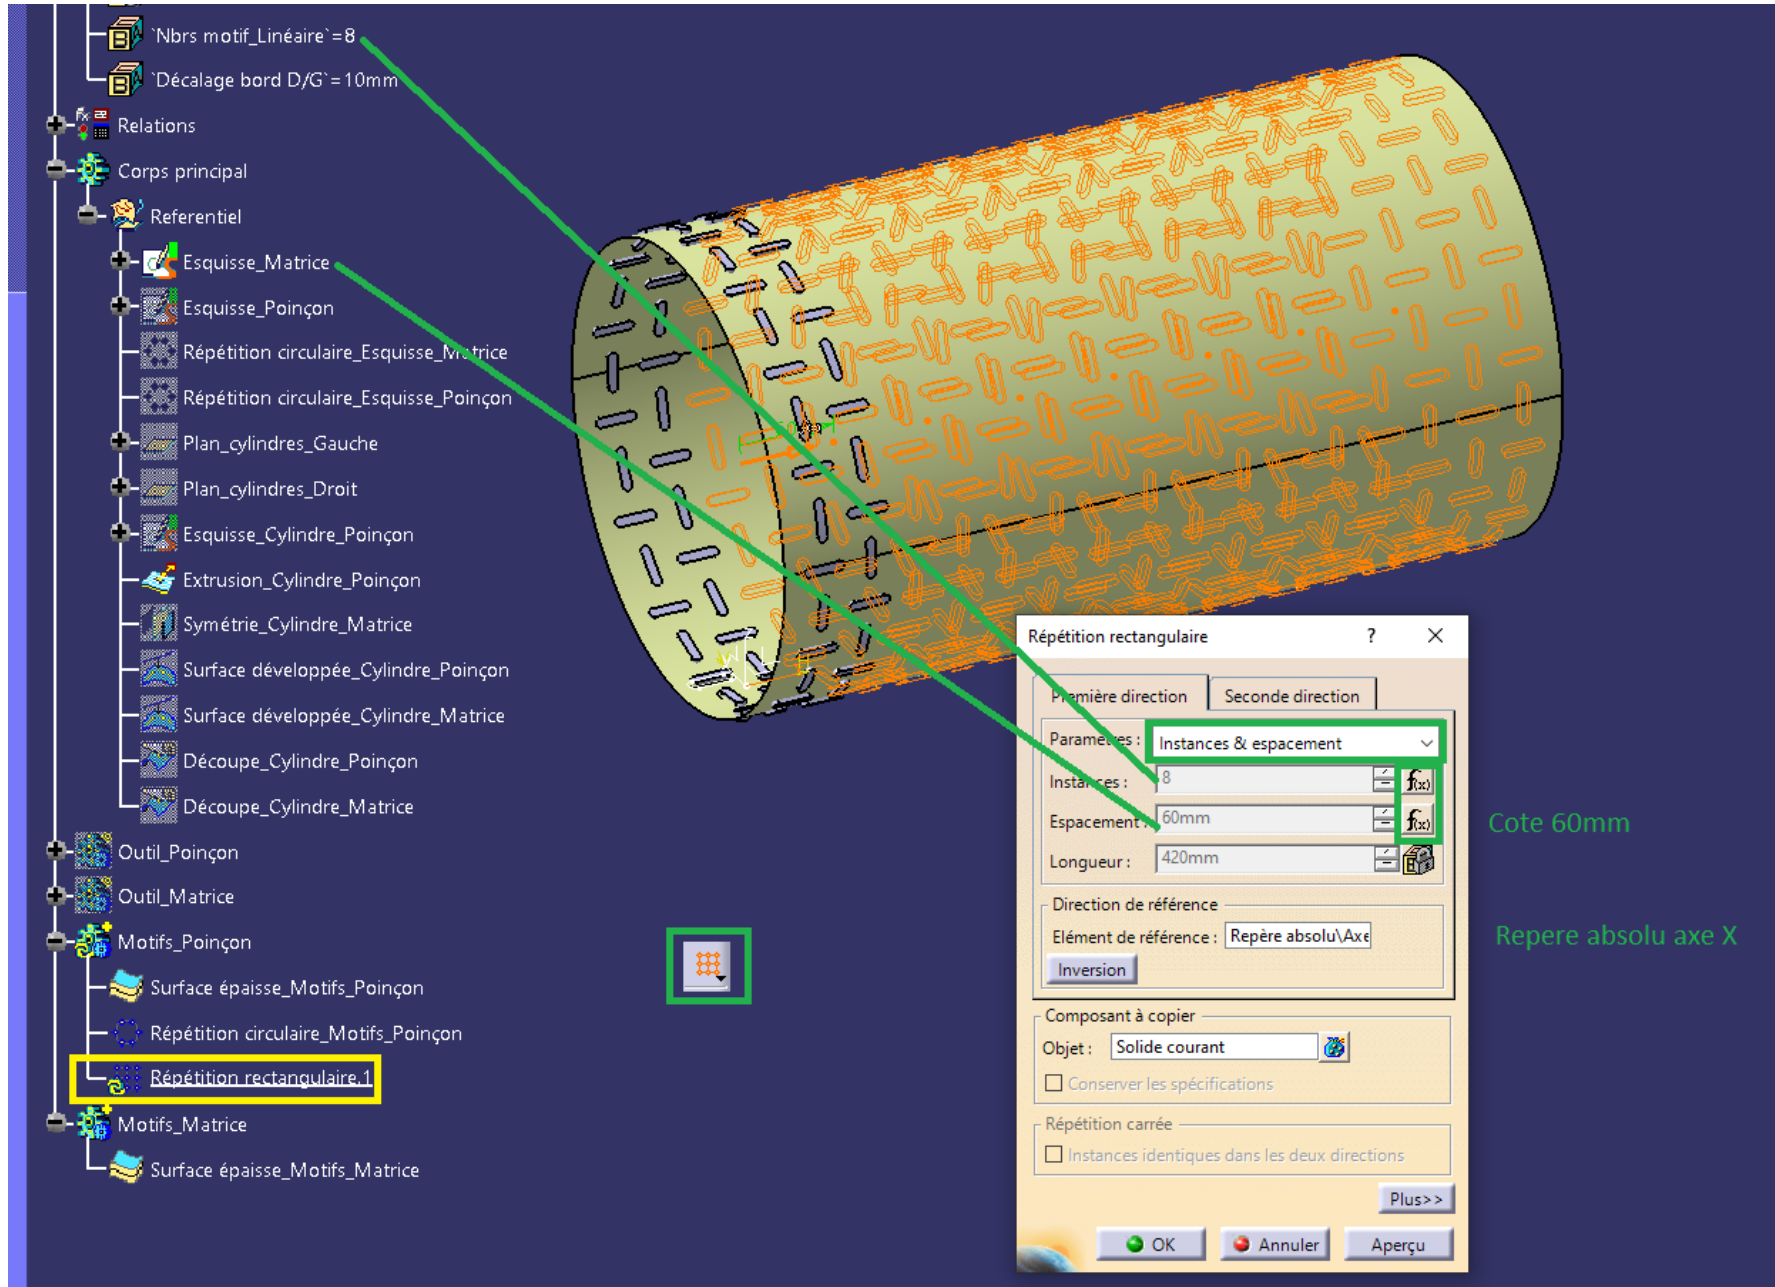 `Nbrs motif_Linéaire`=8
`Décalage bord D/G`=10mm
Relations
Corps principal
Referentiel
Esquisse_Matrice
Esquisse_Poinçon
Répétition circulaire_Esquisse_Matrice
Répétition circulaire_Esquisse_Poinçon
Plan_cylindres_Gauche
Plan_cylindres_Droit
Esquisse_Cylindre_Poinçon
Extrusion_Cylindre_Poinçon
Symétrie_Cylindre_Matrice
Surface développée_Cylindre_Poinçon
Surface développée_Cylindre_Matrice
Découpe_Cylindre_Poinçon
Découpe_Cylindre_Matrice
Outil_Poinçon
Outil_Matrice
Motifs_Poinçon
Surface épaisse_Motifs_Poinçon
Répétition circulaire_Motifs_Poinçon
Répétition rectangulaire.1
Motifs_Matrice
Surface épaisse_Motifs_Matrice
Répétition rectangulaire ?
Première direction Seconde direction
Paramètres : Instances & espacement
Instances : 8 f(x)
Espacement : 60mm f(x)
Longueur : 420mm
Direction de référence
Elément de référence : Repère absolu\Axe
Inversion
Composant à copier
Objet : Solide courant
Conserver les spécifications
Répétition carrée
Instances identiques dans les deux directions
Plus>>
OK Annuler Aperçu
Cote 60mm
Repere absolu axe X